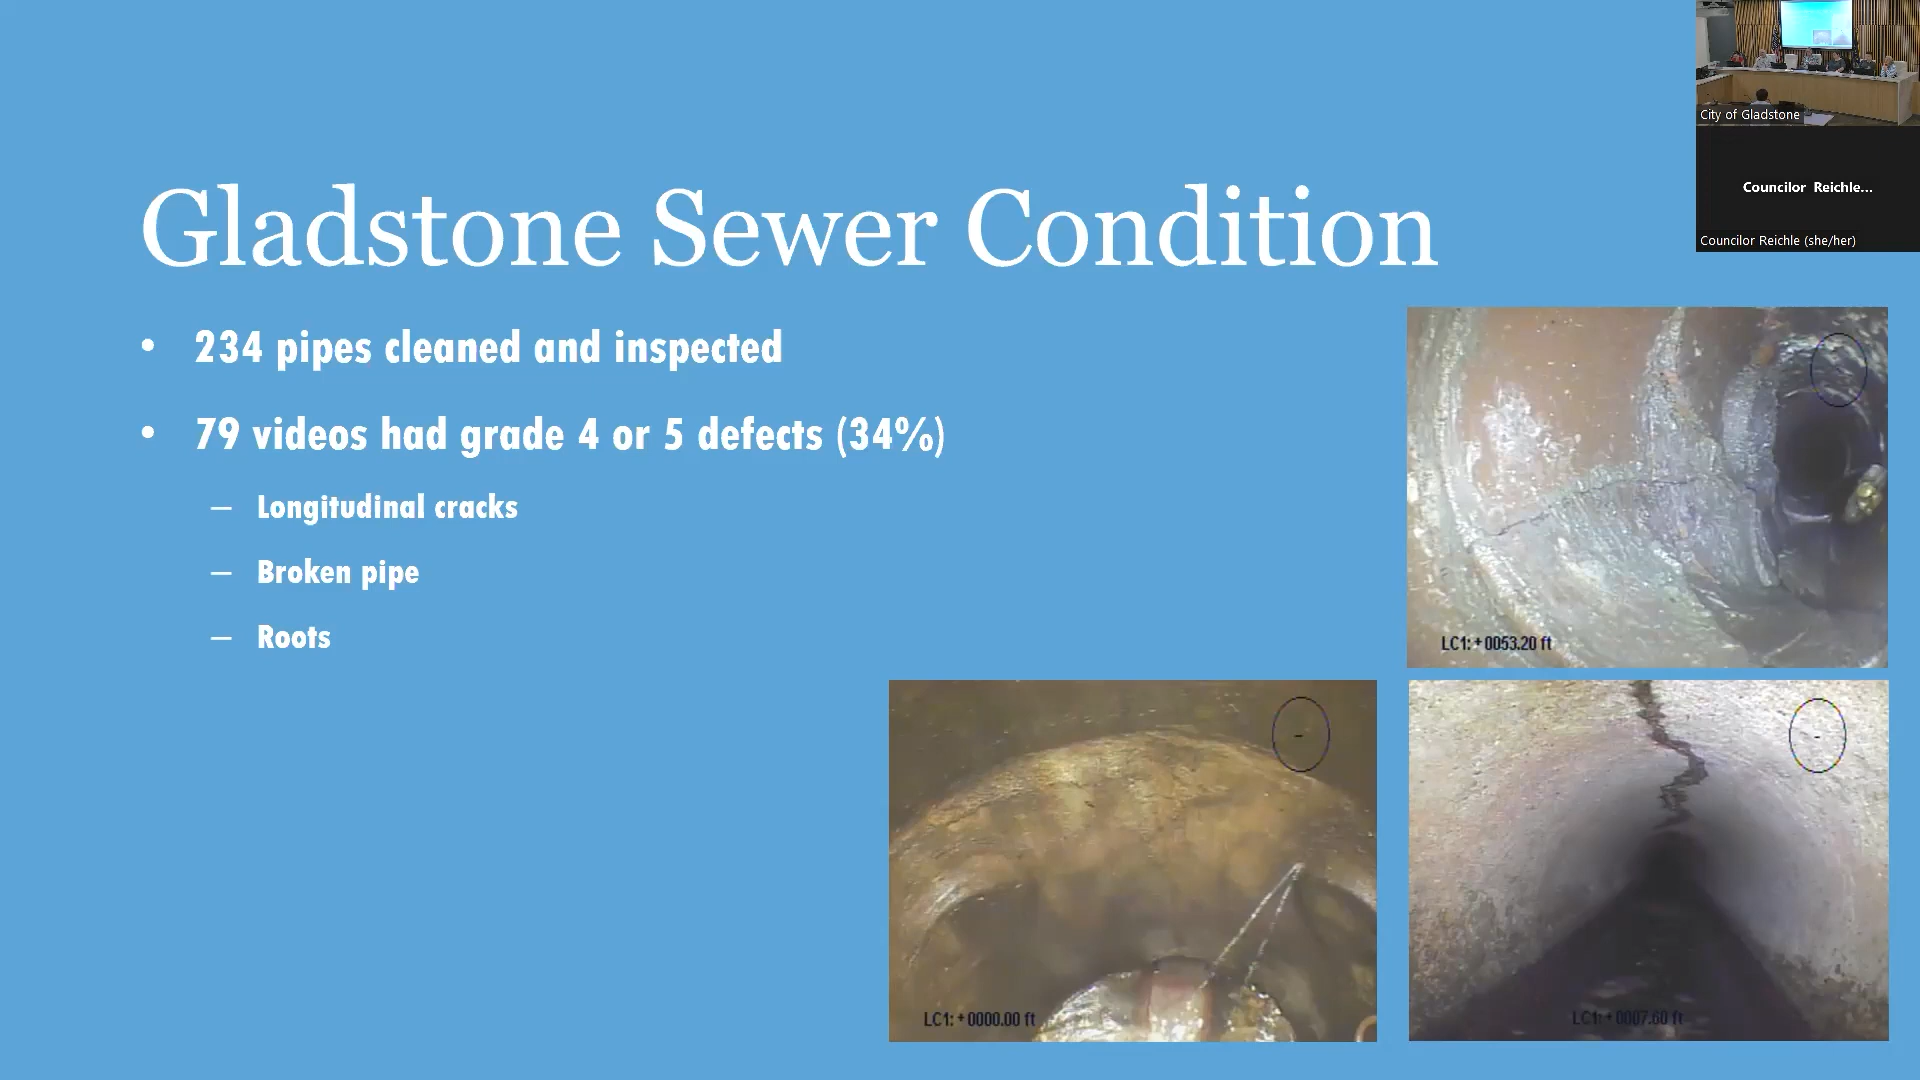 Gladstone Sewer Condition
• 234 pipes cleaned and inspected
• 79 videos had grade 4 or 5 defects (34%)
– Longitudinal cracks
– Broken pipe
– Roots
City of Gladstone
Councilor Reichle...
Councilor Reichle (she/her)
LC1: +0053.20 ft
LC1: +0000.00 ft
LC1: +0007.60 ft